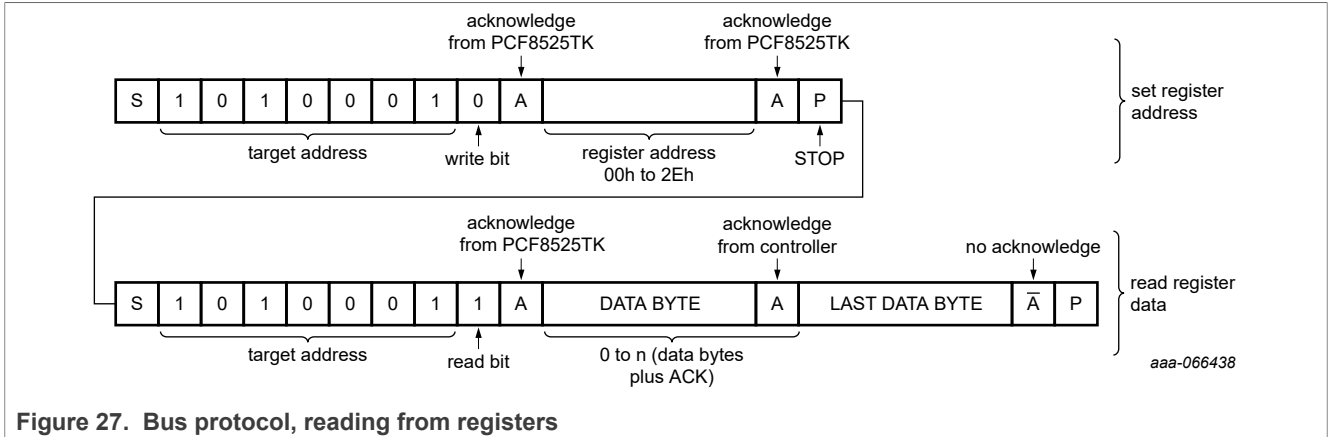 acknowledge
from PCF8525TK
acknowledge
from PCF8525TK
S 1 0 1 0 0 0 1 0 A A P
set register
address
target address
write bit
register address
00h to 2Eh
STOP
acknowledge
from PCF8525TK
acknowledge
from controller
no acknowledge
S 1 0 1 0 0 0 1 1 A DATA BYTE A LAST DATA BYTE A̅ P
read register
data
target address
read bit
0 to n (data bytes
plus ACK)
aaa-066438
Figure 27. Bus protocol, reading from registers